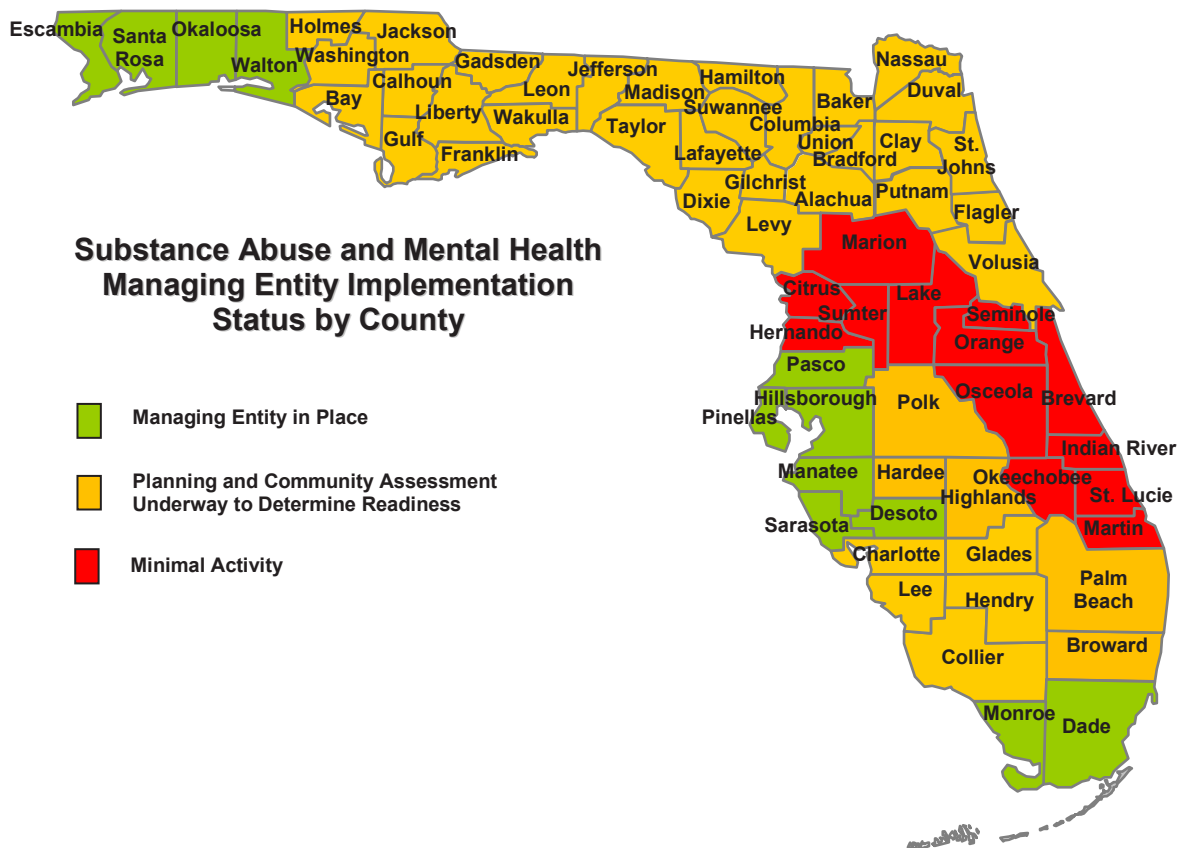 Escambia
Santa
Rosa
Okaloosa
Walton
Holmes
Jackson
Washington
Bay
Calhoun
Gulf
Liberty
Gadsden
Leon
Wakulla
Franklin
Jefferson
Madison
Taylor
Hamilton
Suwannee
Lafayette
Dixie
Columbia
Gilchrist
Levy
Baker
Union
Bradford
Alachua
Nassau
Duval
Clay
St.
Johns
Putnam
Flagler
Volusia
Substance Abuse and Mental Health
Managing Entity Implementation
Status by County
Managing Entity in Place
Planning and Community Assessment
Underway to Determine Readiness
Minimal Activity
Marion
Citrus
Sumter
Lake
Hernando
Seminole
Orange
Pasco
Hillsborough
Pinellas
Polk
Osceola
Brevard
Indian River
Manatee
Hardee
Okeechobee
Highlands
St. Lucie
Sarasota
Desoto
Martin
Charlotte
Glades
Lee
Hendry
Palm
Beach
Collier
Broward
Monroe
Dade